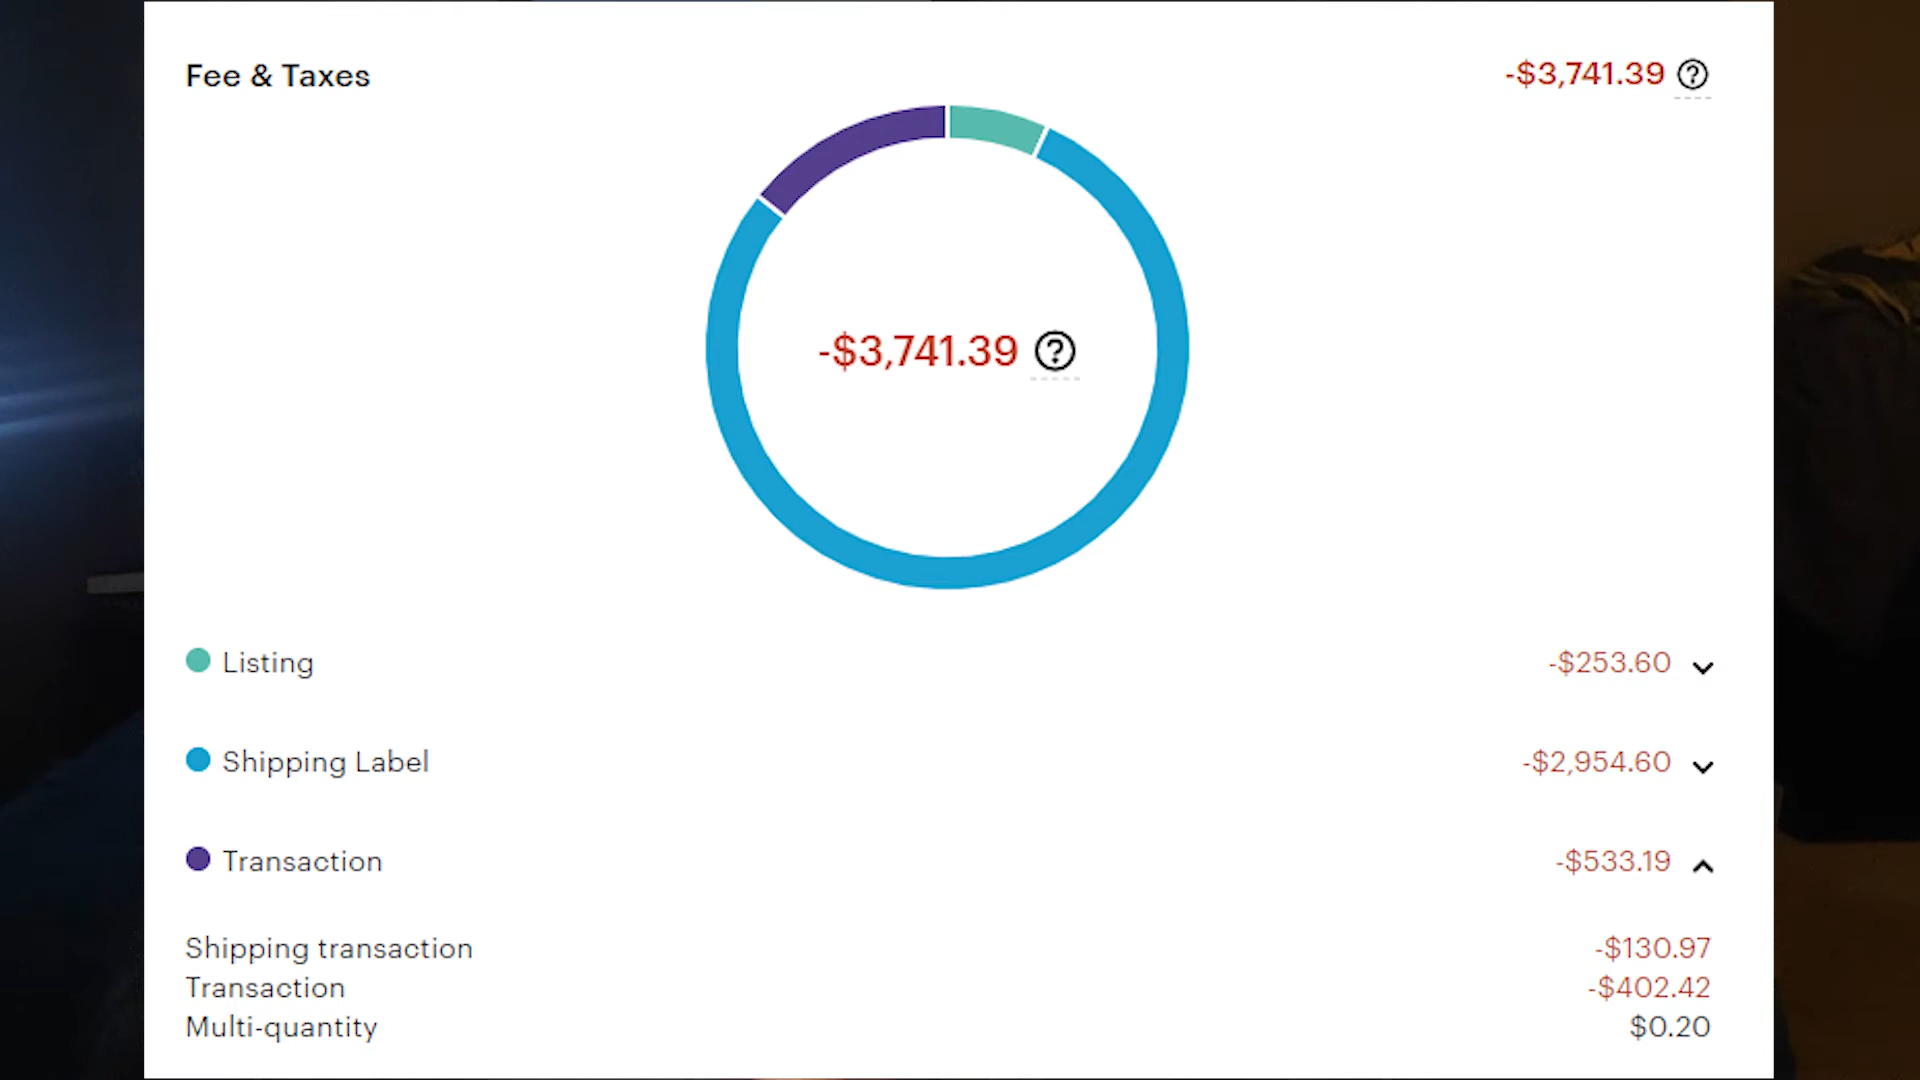 Fee & Taxes -$3,741.39 ?
-$3,741.39 ?
Listing -$253.60
Shipping Label -$2,954.60
Transaction -$533.19
Shipping transaction -$130.97
Transaction -$402.42
Multi-quantity $0.20